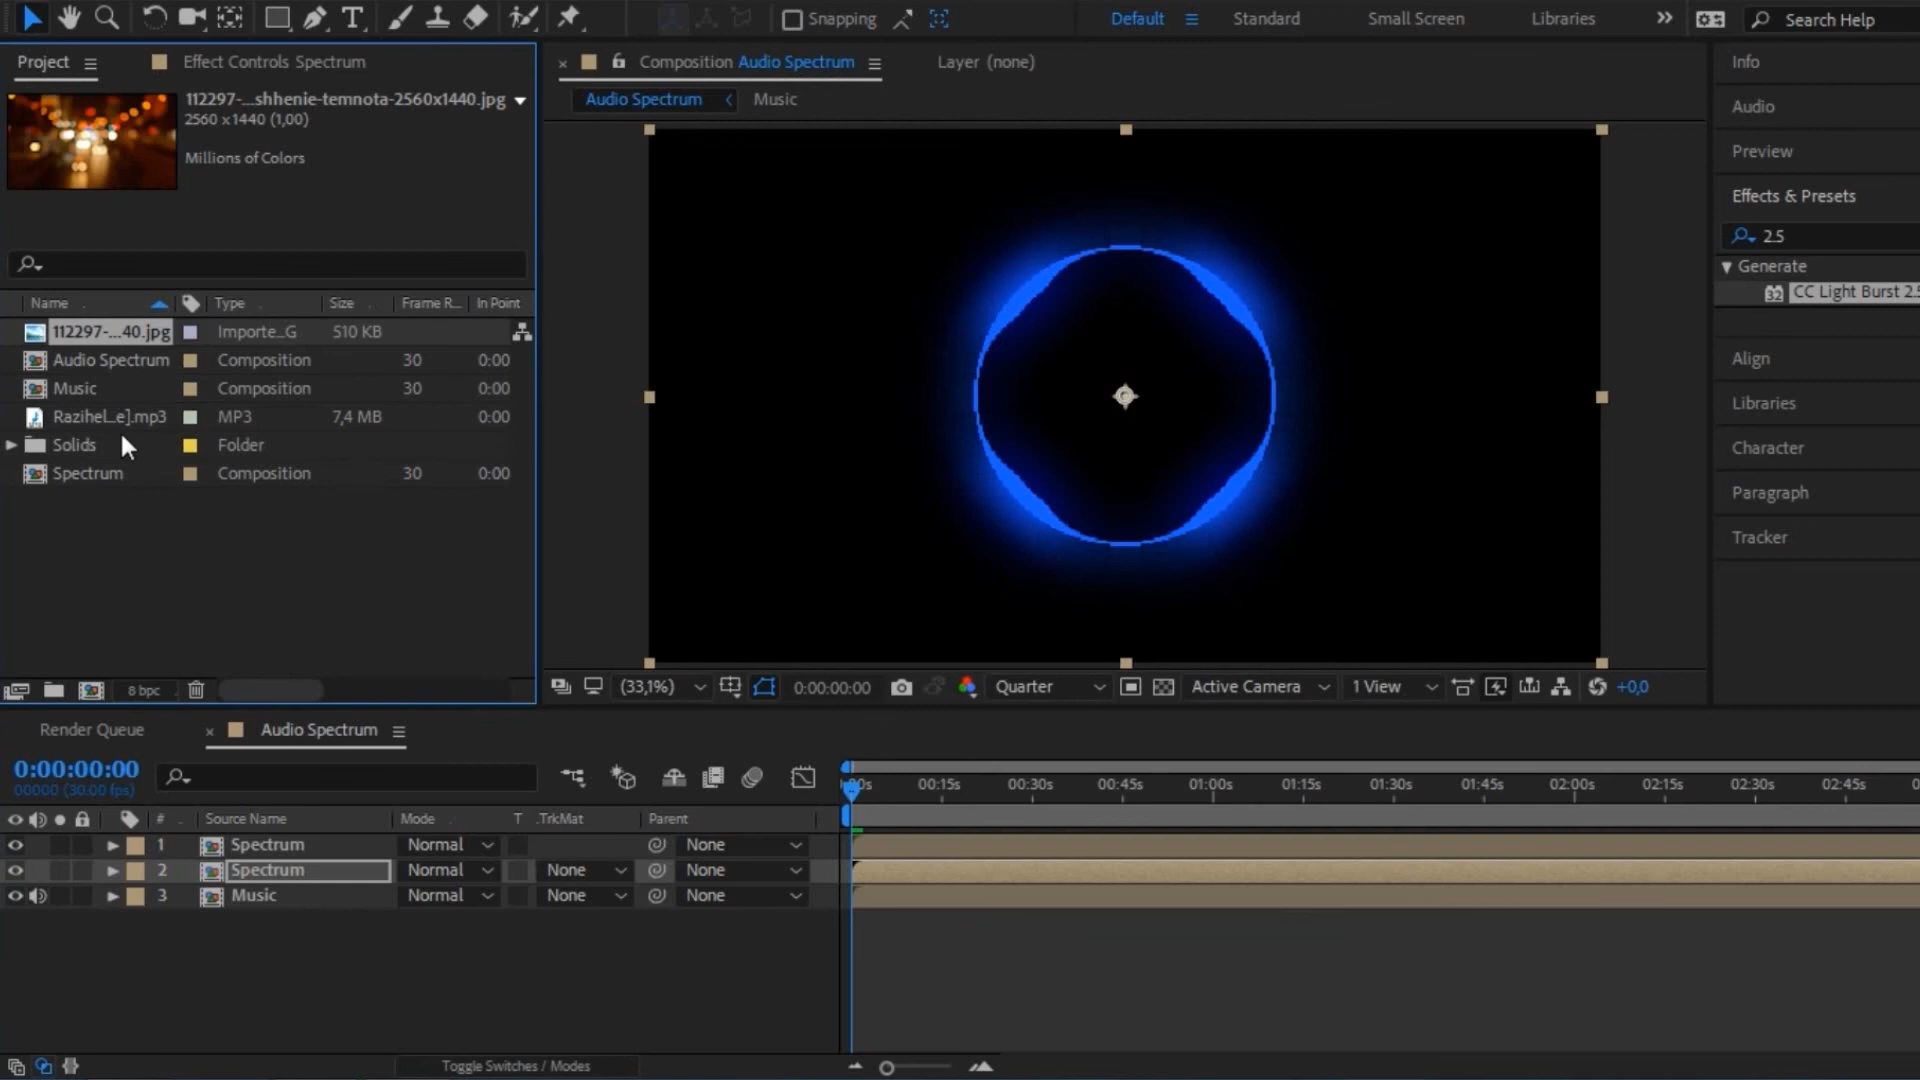 Snapping
Default
Standard
Small Screen
Libraries
Search Help
Project
Effect Controls Spectrum
Composition Audio Spectrum
Layer (none)
Info
112297-...shhenie-temnota-2560x1440.jpg
2560 x 1440 (1,00)
Millions of Colors
Audio Spectrum
Music
Audio
Preview
Effects & Presets
2.5
Generate
32 CC Light Burst 2.5
Align
Libraries
Character
Paragraph
Tracker
Name Type Size Frame R... In Point
112297-...40.jpg Importe_G 510 KB
Audio Spectrum Composition 30 0:00
Music Composition 30 0:00
Razihel_e].mp3 MP3 7,4 MB 0:00
Solids Folder
Spectrum Composition 30 0:00
8 bpc
(33,1%)
0:00:00:00
Quarter
Active Camera
1 View
+0,0
Render Queue
Audio Spectrum
0:00:00:00
00000 (30.00 fps)
00:15s 00:30s 00:45s 01:00s 01:15s 01:30s 01:45s 02:00s 02:15s 02:30s 02:45s
# Source Name Mode T .TrkMat Parent
1 Spectrum Normal None
2 Spectrum Normal None None
3 Music Normal None None
Toggle Switches / Modes